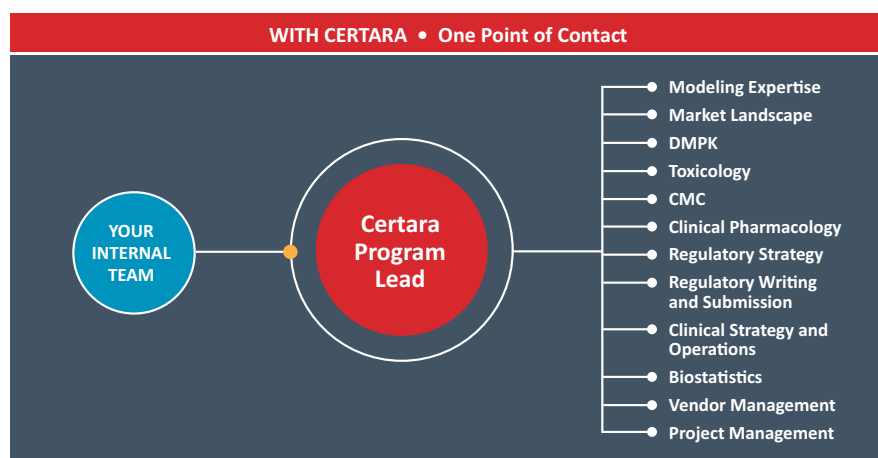 WITH CERTARA • One Point of Contact
YOUR
INTERNAL
TEAM
Certara
Program
Lead
Modeling Expertise
Market Landscape
DMPK
Toxicology
CMC
Clinical Pharmacology
Regulatory Strategy
Regulatory Writing
and Submission
Clinical Strategy and
Operations
Biostatistics
Vendor Management
Project Management